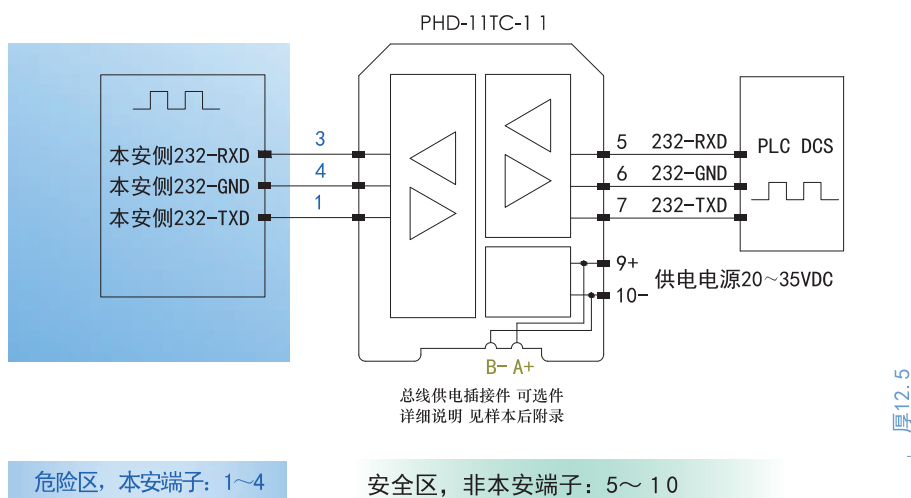 PHD-11TC-11
3
本安侧232-RXD
4
本安侧232-GND
1
本安侧232-TXD
5 232-RXD
6 232-GND
7 232-TXD
PLC DCS
9+
10-
供电电源20～35VDC
B- A+
总线供电插接件 可选件
详细说明 见样本后附录
厚12.5
危险区，本安端子：1～4
安全区，非本安端子：5～10